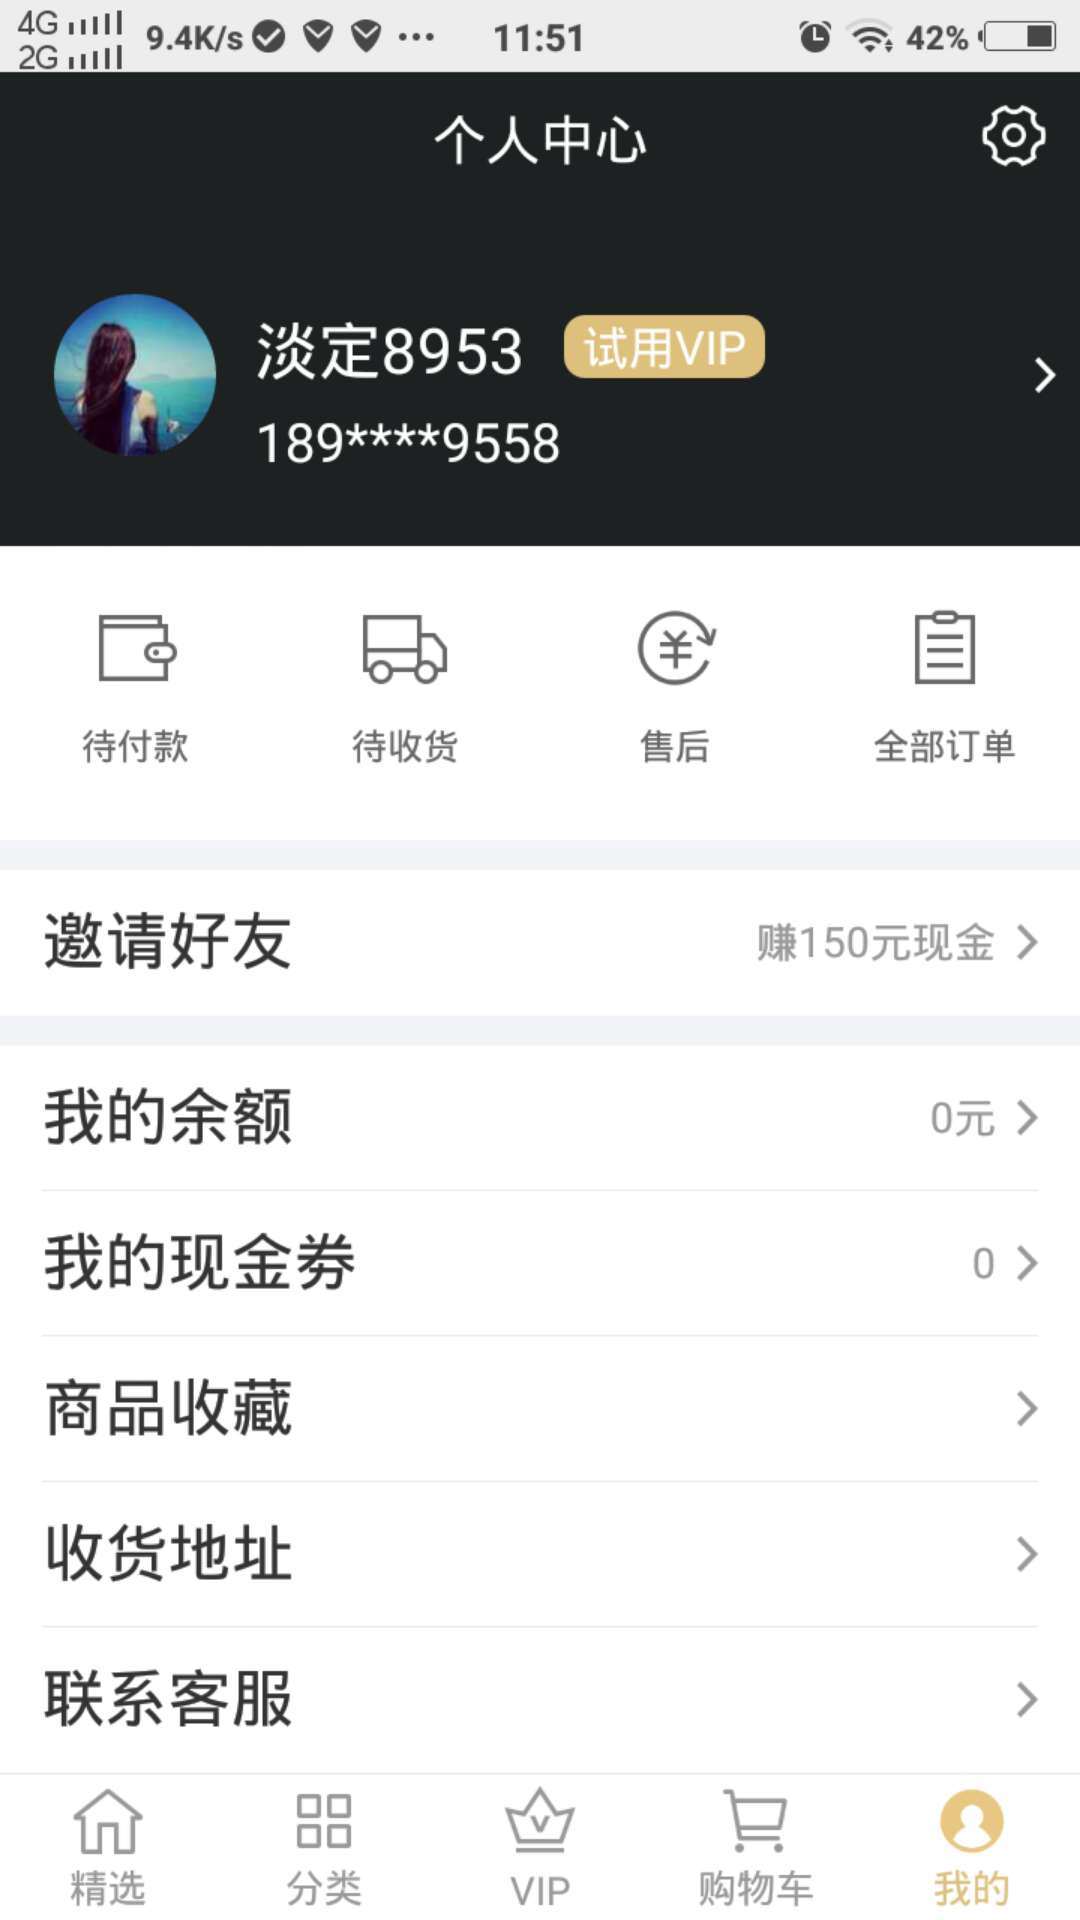 4G 9.4K/s 11:51 42%
2G
个人中心
淡定8953 试用VIP
189****9558
待付款 待收货 售后 全部订单
邀请好友 赚150元现金
我的余额 0元
我的现金券 0
商品收藏
收货地址
联系客服
精选 分类 VIP 购物车 我的